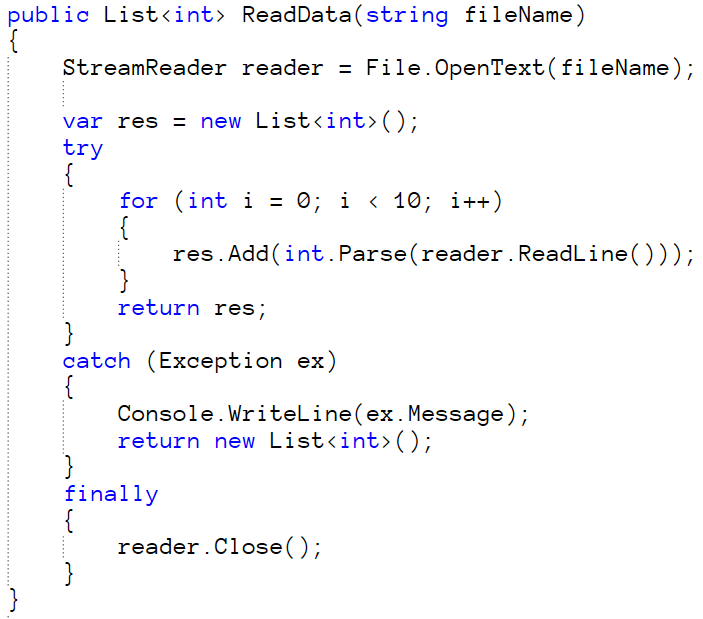 public List<int> ReadData(string fileName)
{
    StreamReader reader = File.OpenText(fileName);

    var res = new List<int>();
    try
    {
        for (int i = 0; i < 10; i++)
        {
            res.Add(int.Parse(reader.ReadLine()));
        }
        return res;
    }
    catch (Exception ex)
    {
        Console.WriteLine(ex.Message);
        return new List<int>();
    }
    finally
    {
        reader.Close();
    }
}